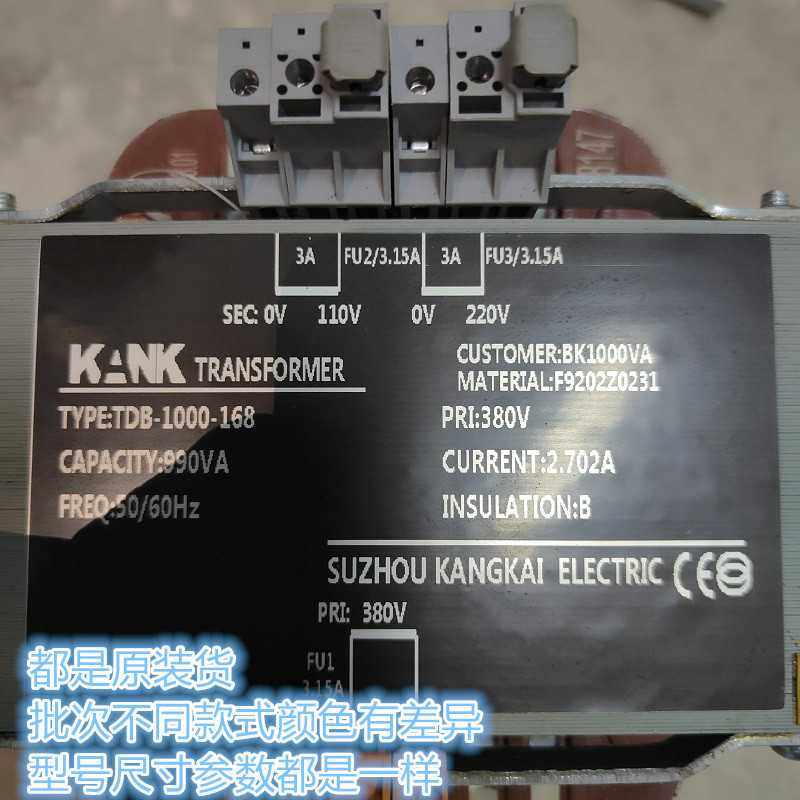 .01
B147
3A FU2/3.15A 3A FU3/3.15A
SEC: 0V 110V 0V 220V
KANK TRANSFORMER
CUSTOMER:BK1000VA
MATERIAL:F9202Z0231
TYPE:TDB-1000-168 PRI:380V
CAPACITY:990VA CURRENT:2.702A
FREQ:50/60Hz INSULATION:B
SUZHOU KANGKAI ELECTRIC CE
PRI: 380V
FU1
3.15A
都是原装货
批次不同款式颜色有差异
型号尺寸参数都是一样